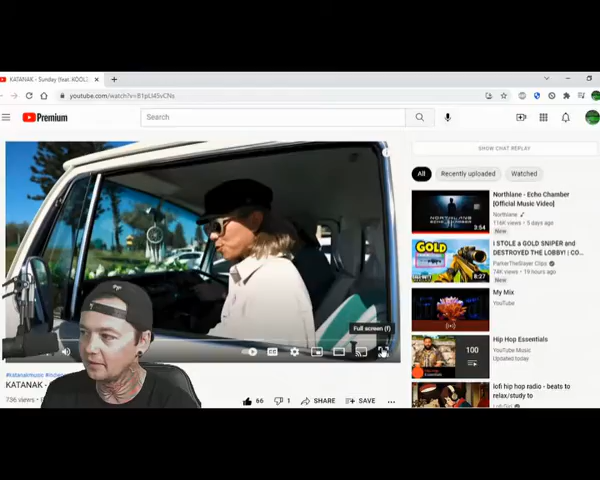 KATANAK - Sunday (feat. KOOL
youtube.com/watch?v=B1pLI45vCNs
Premium
Search
SHOW CHAT REPLAY
All
Recently uploaded
Watched
Northlane - Echo Chamber
[Official Music Video]
Northlane
116K views • 5 days ago
New
3:54
I STOLE a GOLD SNIPER and
DESTROYED THE LOBBY! | CO...
ParkerTheSlayer Clips
74K views • 19 hours ago
New
GOLD
8:27
My Mix
YouTube
Hip Hop Essentials
YouTube Music
Updated today
100
lofi hip hop radio - beats to
relax/study to
Full screen (f)
#katanakmusic
KATANAK -
736 views
66
1
SHARE
SAVE